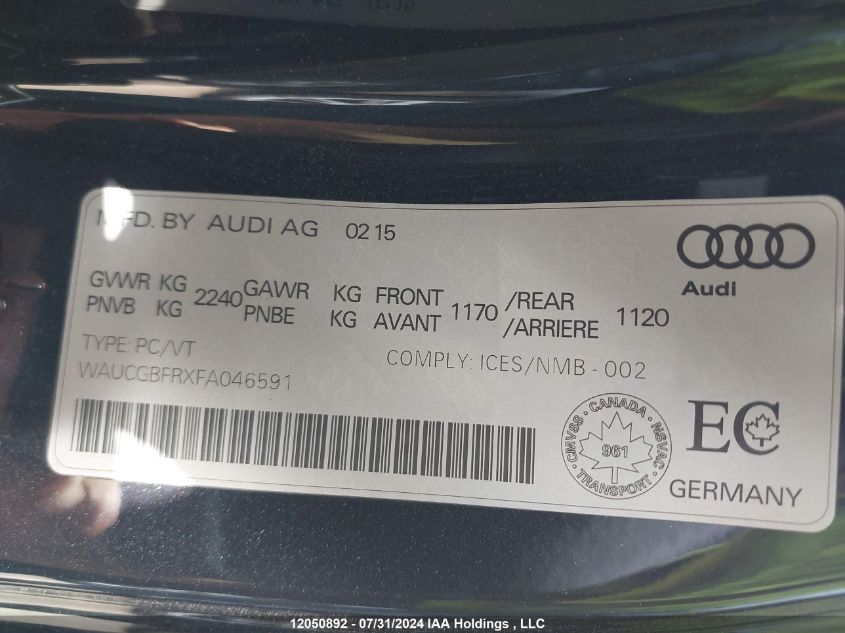 MFD. BY AUDI AG 0215
Audi
GVWR KG 2240 GAWR KG FRONT 1170 /REAR 1120
PNVB KG PNBE KG AVANT /ARRIERE
TYPE: PC/VT
COMPLY: ICES/NMB-002
WAUCGBFRXFA046591
CMVSS • CANADA • NSVAC • TRANSPORT
961
EC
GERMANY
12050892 - 07/31/2024 IAA Holdings , LLC